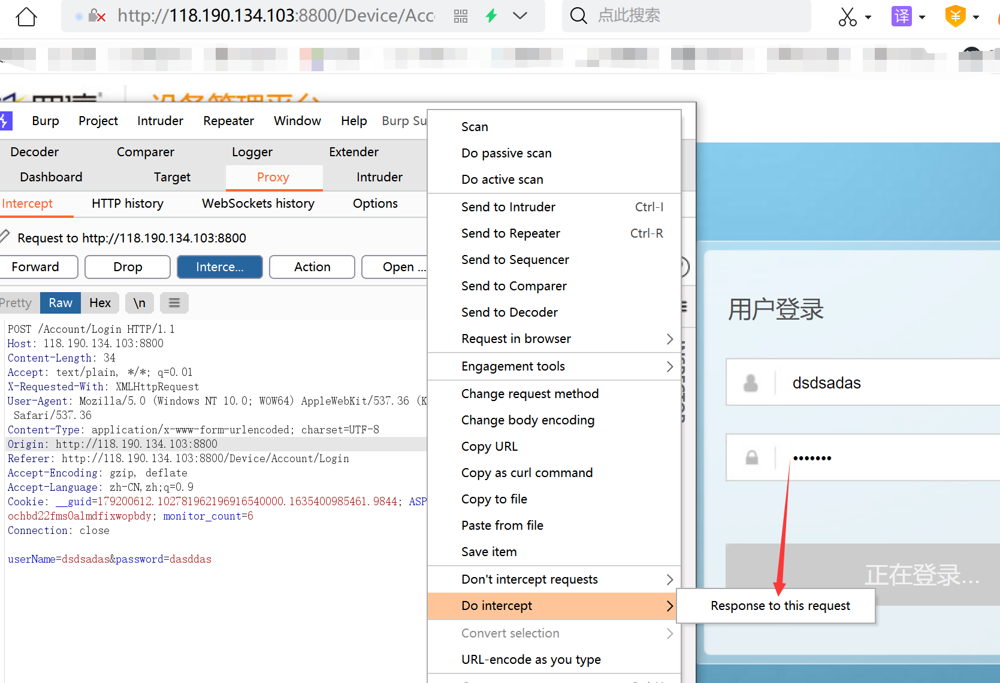 http://118.190.134.103:8800/Device/Acc
点此搜索
译
设备管理平台
Burp Project Intruder Repeater Window Help Burp Su
Decoder Comparer Logger Extender
Dashboard Target Proxy Intruder
Intercept HTTP history WebSockets history Options
Request to http://118.190.134.103:8800
Forward Drop Interce... Action Open ...
Pretty Raw Hex \n
POST /Account/Login HTTP/1.1
Host: 118.190.134.103:8800
Content-Length: 34
Accept: text/plain, */*; q=0.01
X-Requested-With: XMLHttpRequest
User-Agent: Mozilla/5.0 (Windows NT 10.0; WOW64) AppleWebKit/537.36 (K
Safari/537.36
Content-Type: application/x-www-form-urlencoded; charset=UTF-8
Origin: http://118.190.134.103:8800
Referer: http://118.190.134.103:8800/Device/Account/Login
Accept-Encoding: gzip, deflate
Accept-Language: zh-CN,zh;q=0.9
Cookie: __guid=179200612.102781962196916540000.1635400985461.9844; ASP
ochbd22fms0almdfixwopbdy; monitor_count=6
Connection: close
userName=dsdsadas&password=dasddas
Scan
Do passive scan
Do active scan
Send to Intruder Ctrl-I
Send to Repeater Ctrl-R
Send to Sequencer
Send to Comparer
Send to Decoder
Request in browser
Engagement tools
Change request method
Change body encoding
Copy URL
Copy as curl command
Copy to file
Paste from file
Save item
Don't intercept requests
Do intercept
Response to this request
Convert selection
URL-encode as you type
INSPECTOR
用户登录
dsdsadas
•••••••
正在登录...